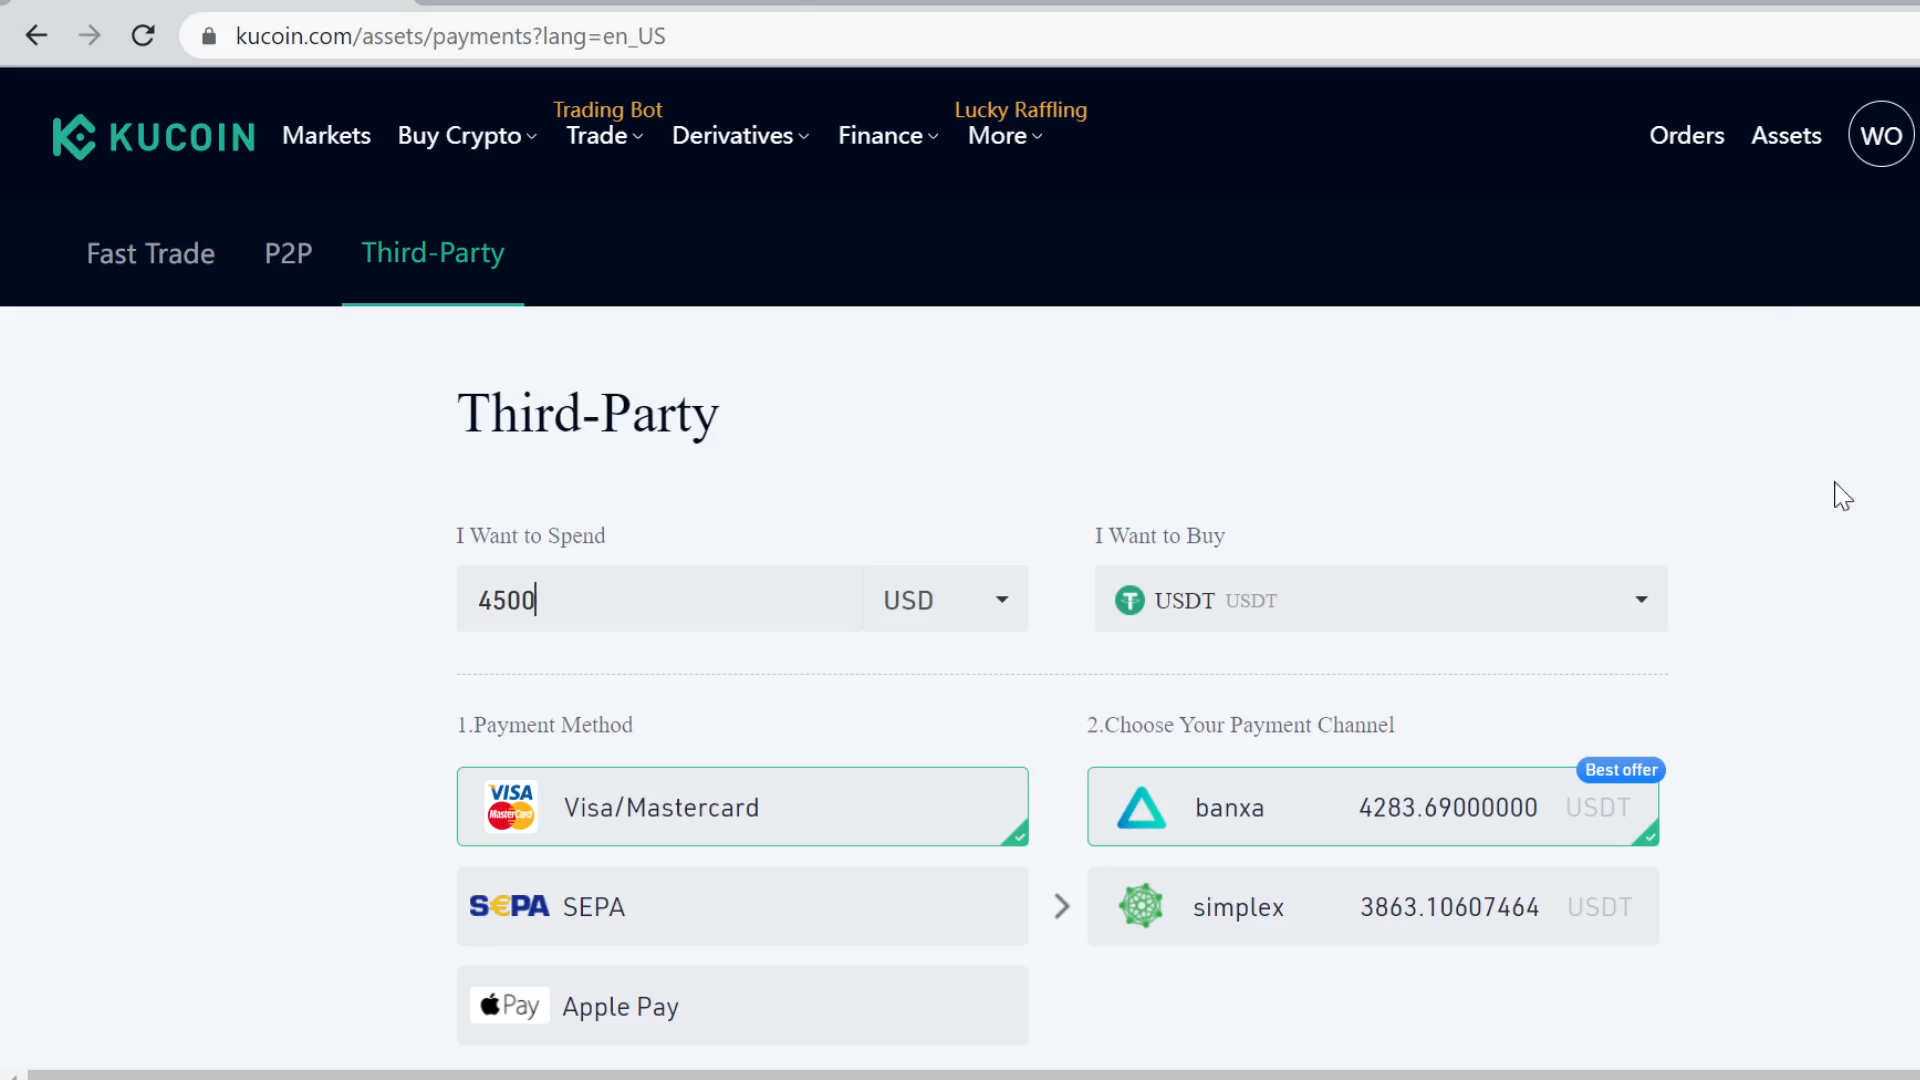 kucoin.com/assets/payments?lang=en_US
Trading Bot
Lucky Raffling
KUCOIN Markets Buy Crypto Trade Derivatives Finance More Orders Assets WO
Fast Trade P2P Third-Party
Third-Party
I Want to Spend I Want to Buy
4500 USD USDT USDT
1.Payment Method 2.Choose Your Payment Channel
Best offer
VISA MasterCard Visa/Mastercard banxa 4283.69000000 USDT
S€PA SEPA simplex 3863.10607464 USDT
Pay Apple Pay